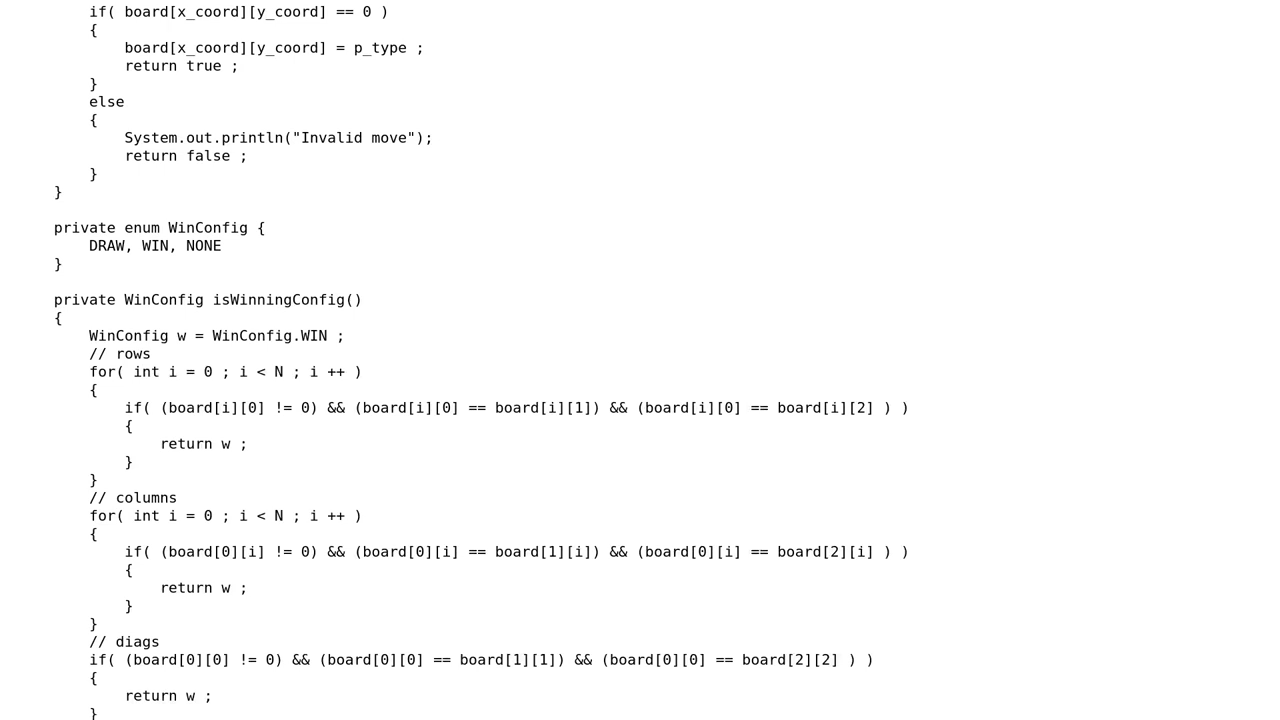 if( board[x_coord][y_coord] == 0 )
        {
            board[x_coord][y_coord] = p_type ;
            return true ;
        }
        else
        {
            System.out.println("Invalid move");
            return false ;
        }
    }

    private enum WinConfig {
        DRAW, WIN, NONE
    }

    private WinConfig isWinningConfig()
    {
        WinConfig w = WinConfig.WIN ;
        // rows
        for( int i = 0 ; i < N ; i ++ )
        {
            if( (board[i][0] != 0) && (board[i][0] == board[i][1]) && (board[i][0] == board[i][2] ) )
            {
                return w ;
            }
        }
        // columns
        for( int i = 0 ; i < N ; i ++ )
        {
            if( (board[0][i] != 0) && (board[0][i] == board[1][i]) && (board[0][i] == board[2][i] ) )
            {
                return w ;
            }
        }
        // diags
        if( (board[0][0] != 0) && (board[0][0] == board[1][1]) && (board[0][0] == board[2][2] ) )
        {
            return w ;
        }